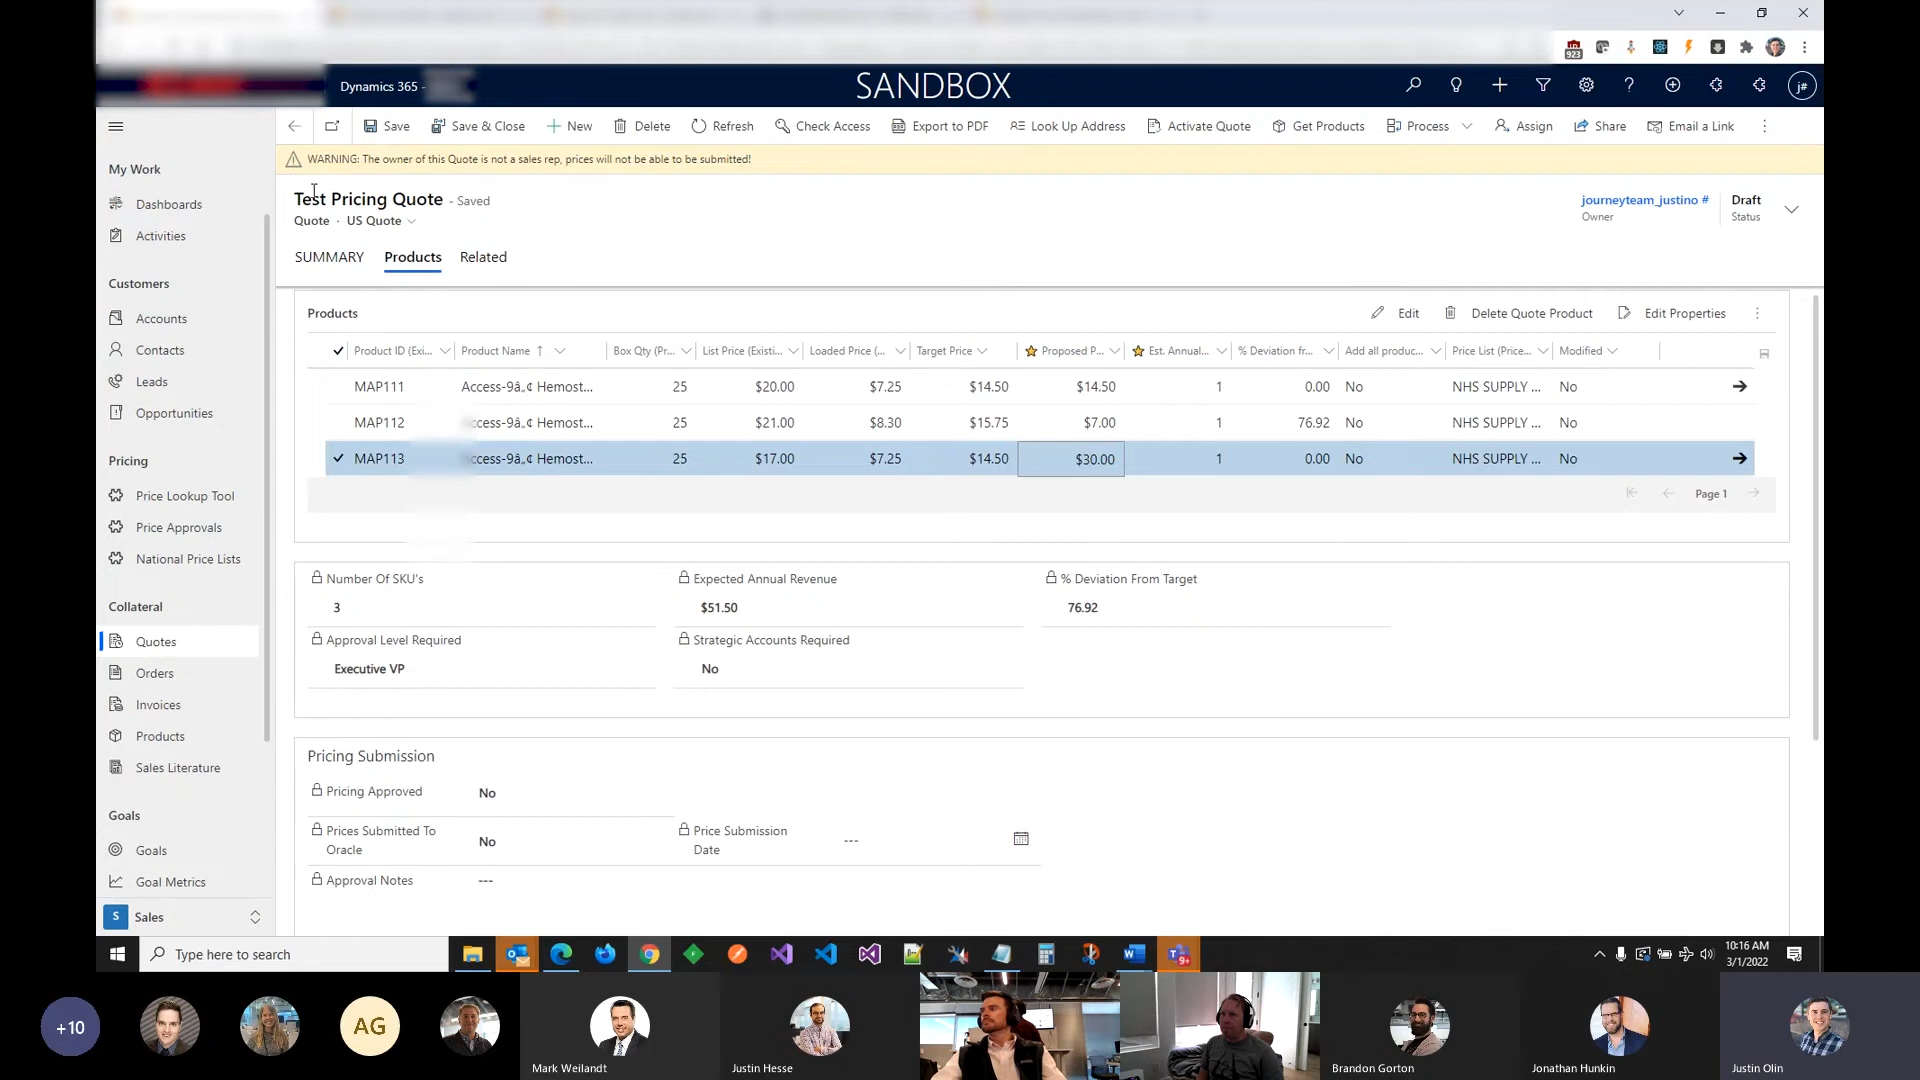 Dynamics 365 -
SANDBOX
j#
923
Save
Save & Close
New
Delete
Refresh
Check Access
Export to PDF
Look Up Address
Activate Quote
Get Products
Process
Assign
Share
Email a Link
WARNING: The owner of this Quote is not a sales rep, prices will not be able to be submitted!
Test Pricing Quote - Saved
Quote · US Quote
journeyteam_justino #
Owner
Draft
Status
SUMMARY
Products
Related
My Work
Dashboards
Activities
Customers
Accounts
Contacts
Leads
Opportunities
Pricing
Price Lookup Tool
Price Approvals
National Price Lists
Collateral
Quotes
Orders
Invoices
Products
Sales Literature
Goals
Goals
Goal Metrics
S Sales
Products
Edit
Delete Quote Product
Edit Properties
Product ID (Exi... Product Name ↑ Box Qty (Pr... List Price (Existi... Loaded Price (... Target Price Proposed P... Est. Annual... % Deviation fr... Add all produc... Price List (Price... Modified
MAP111 Access-9â„¢ Hemost... 25 $20.00 $7.25 $14.50 $14.50 1 0.00 No NHS SUPPLY ... No
MAP112 ccess-9â„¢ Hemost... 25 $21.00 $8.30 $15.75 $7.00 1 76.92 No NHS SUPPLY ... No
MAP113 ccess-9â„¢ Hemost... 25 $17.00 $7.25 $14.50 $30.00 1 0.00 No NHS SUPPLY ... No
Page 1
Number Of SKU's
3
Expected Annual Revenue
$51.50
% Deviation From Target
76.92
Approval Level Required
Executive VP
Strategic Accounts Required
No
Pricing Submission
Pricing Approved
No
Prices Submitted To
Oracle
No
Price Submission
Date
---
Approval Notes
---
Type here to search
9+
10:16 AM
3/1/2022
+10
AG
Mark Weilandt
Justin Hesse
Brandon Gorton
Jonathan Hunkin
Justin Olin